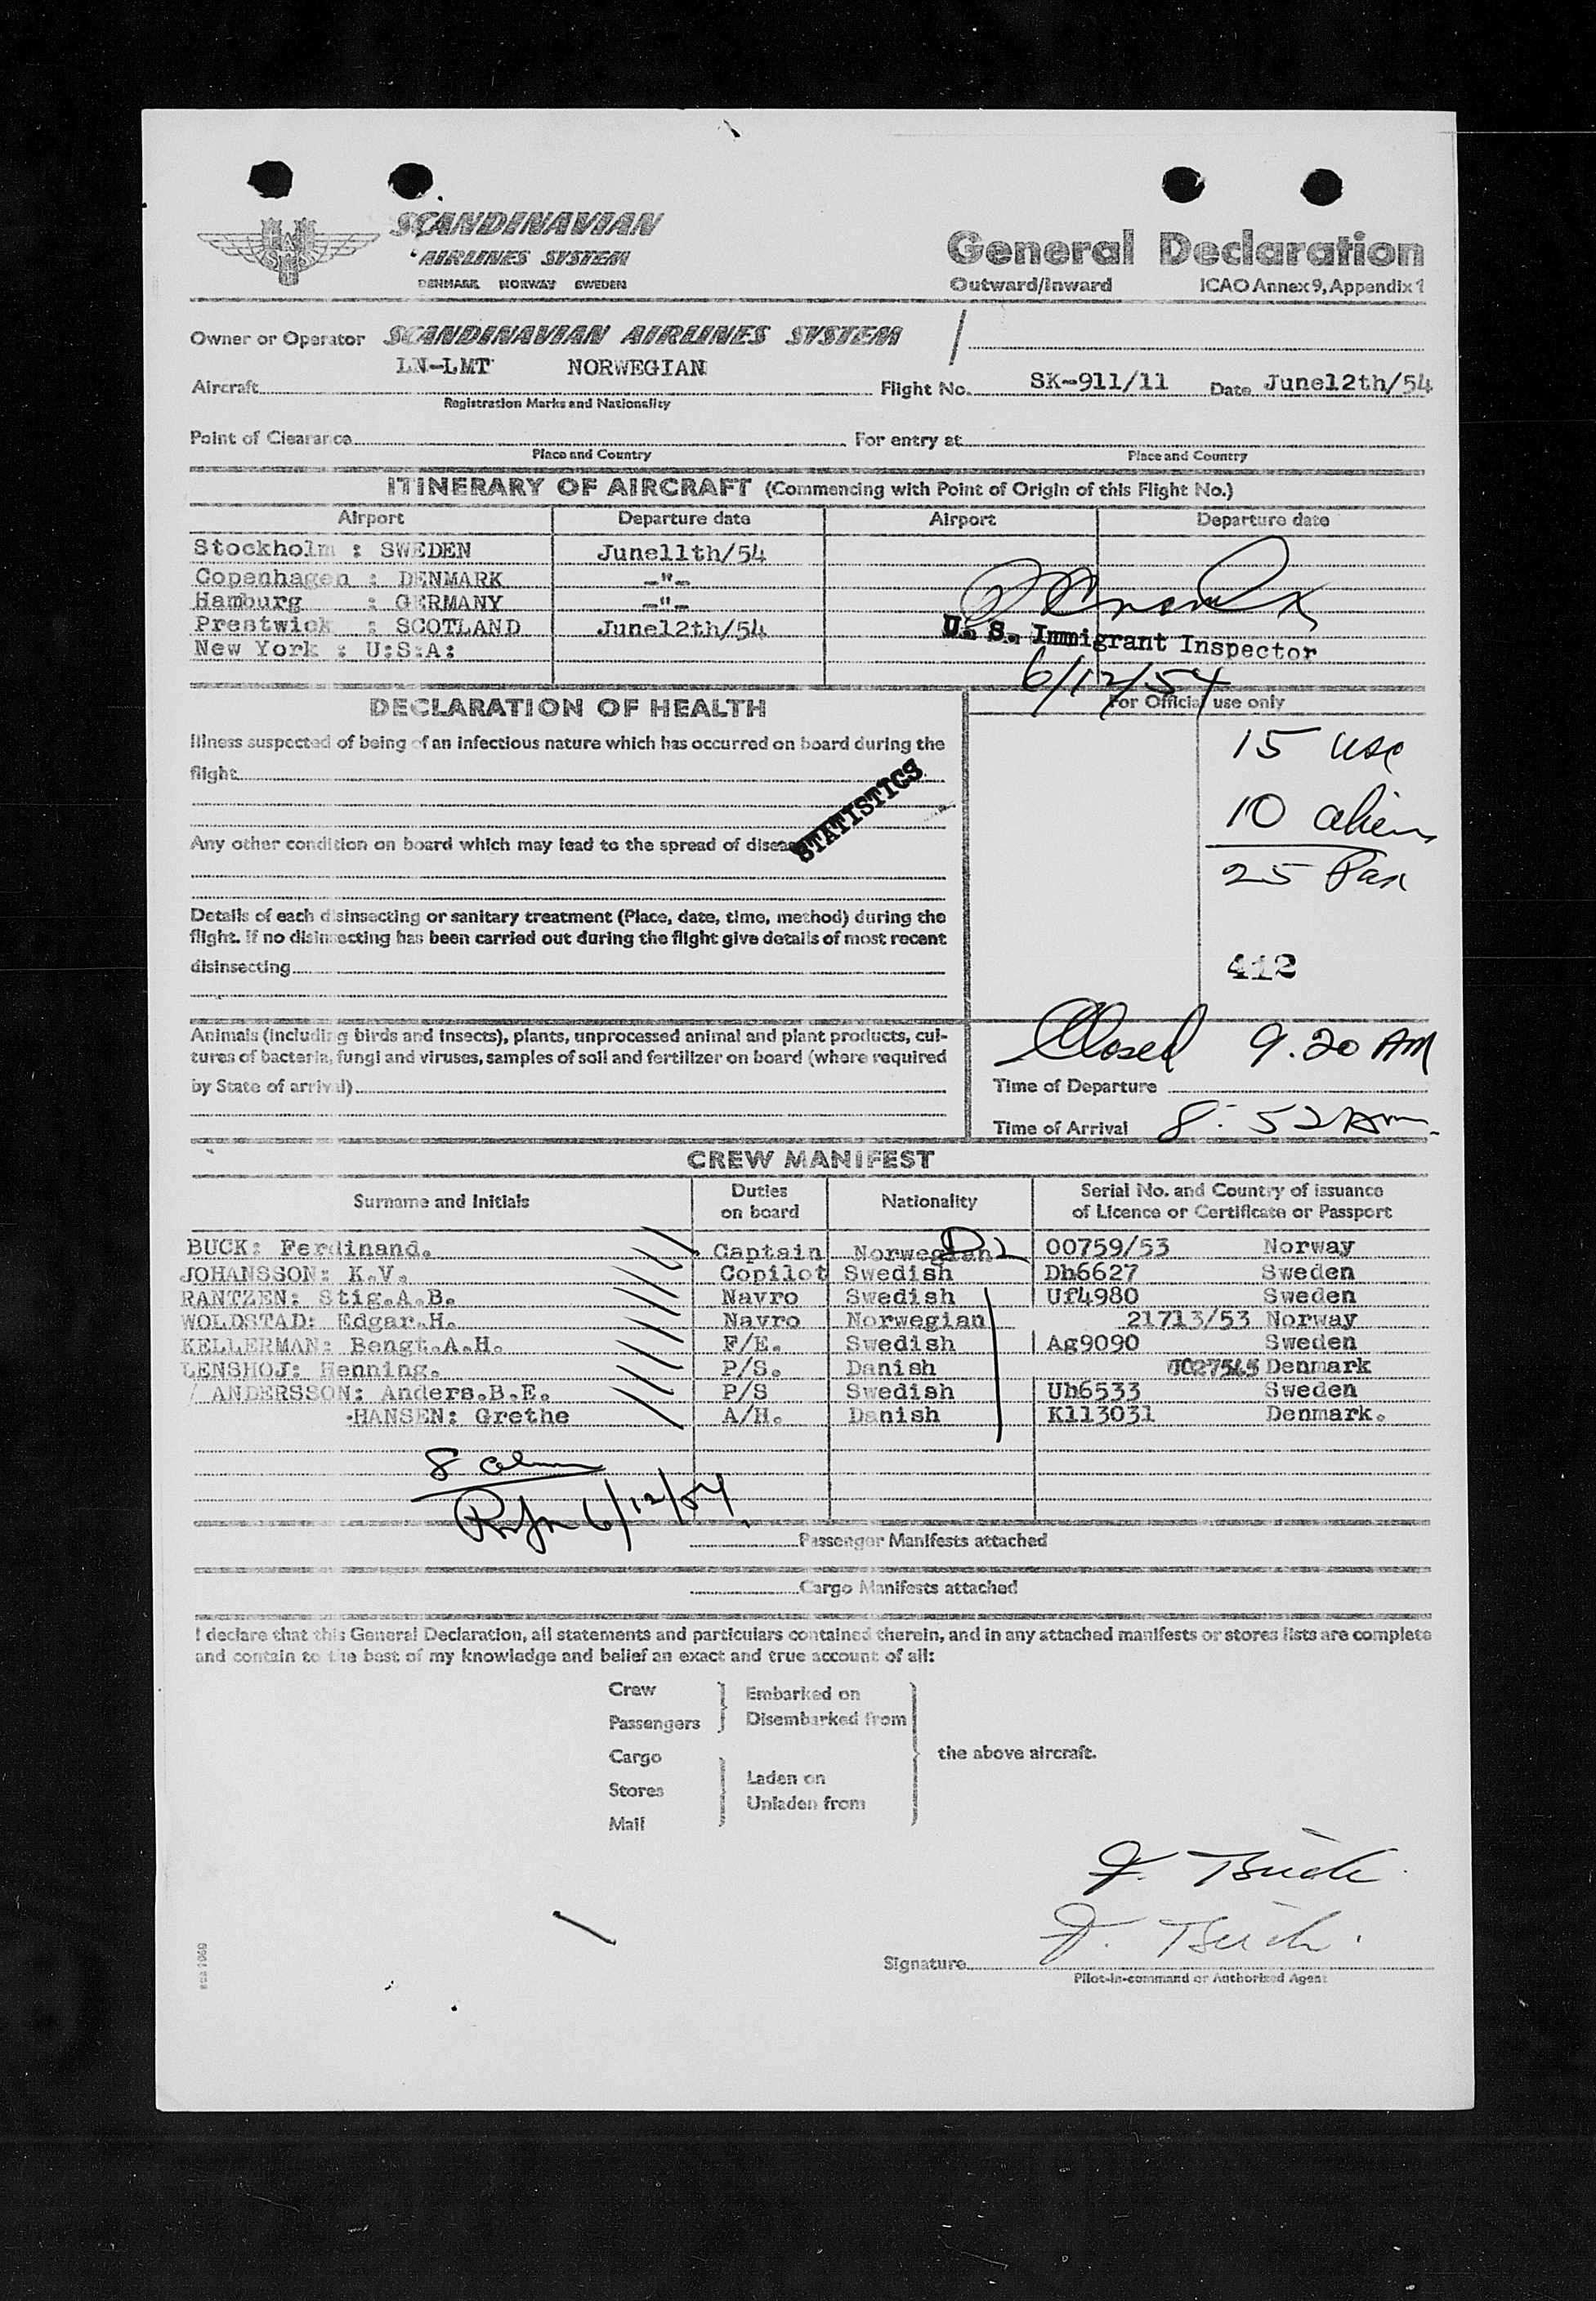 SCANDINAVIAN
AIRLINES SYSTEM
DENMARK NORWAY SWEDEN
General Declaration
Outward/Inward ICAO Annex 9, Appendix 1
Owner or Operator SCANDINAVIAN AIRLINES SYSTEM
LN-LMT NORWEGIAN
Aircraft Flight No. SK-911/11 Date June12th/54
Registration Marks and Nationality
Point of Clearance For entry at
Place and Country Place and Country
ITINERARY OF AIRCRAFT (Commencing with Point of Origin of this Flight No.)
Airport Departure date Airport Departure date
Stockholm : SWEDEN June11th/54
Copenhagen : DENMARK -"-
Hamburg : GERMANY -"-
Prestwick : SCOTLAND June12th/54
New York : U:S:A:
U. S. Immigrant Inspector
6/12/54
DECLARATION OF HEALTH
For Official use only
Illness suspected of being of an infectious nature which has occurred on board during the
flight
15 USC
10 aliens
25 Pax
STATISTICS
Any other condition on board which may lead to the spread of disease
Details of each disinsecting or sanitary treatment (Place, date, time, method) during the
flight. If no disinsecting has been carried out during the flight give details of most recent
disinsecting
412
Animals (including birds and insects), plants, unprocessed animal and plant products, cul-
tures of bacteria, fungi and viruses, samples of soil and fertilizer on board (where required
by State of arrival)
Closed 9.20 AM
Time of Departure
Time of Arrival 8:52 Am.
CREW MANIFEST
Surname and Initials Duties on board Nationality Serial No. and Country of issuance of Licence or Certificate or Passport
BUCK: Ferdinand. Captain Norwegian D2 00759/53 Norway
JOHANSSON: K.V. Copilot Swedish Dh6627 Sweden
RANTZEN: Stig.A.B. Navro Swedish Uf4980 Sweden
WOLDSTAD: Edgar.H. Navro Norwegian 21713/53 Norway
KELLERMAN: Bengt.A.H. F/E. Swedish Ag9090 Sweden
LENSHOJ: Henning. P/S. Danish Denmark
ANDERSSON: Anders.B.E. P/S Swedish Uh6533 Sweden
HANSEN: Grethe A/H. Danish K113031 Denmark.
8
6/12/54
Passenger Manifests attached
Cargo Manifests attached
I declare that this General Declaration, all statements and particulars contained therein, and in any attached manifests or stores lists are complete
and contain to the best of my knowledge and belief an exact and true account of all:
Crew
Passengers
Embarked on
Disembarked from
Cargo
Stores
Mail
Laden on
Unladen from
the above aircraft.
F. Buck
F. Buck.
Signature
Pilot-in-command or Authorized Agent